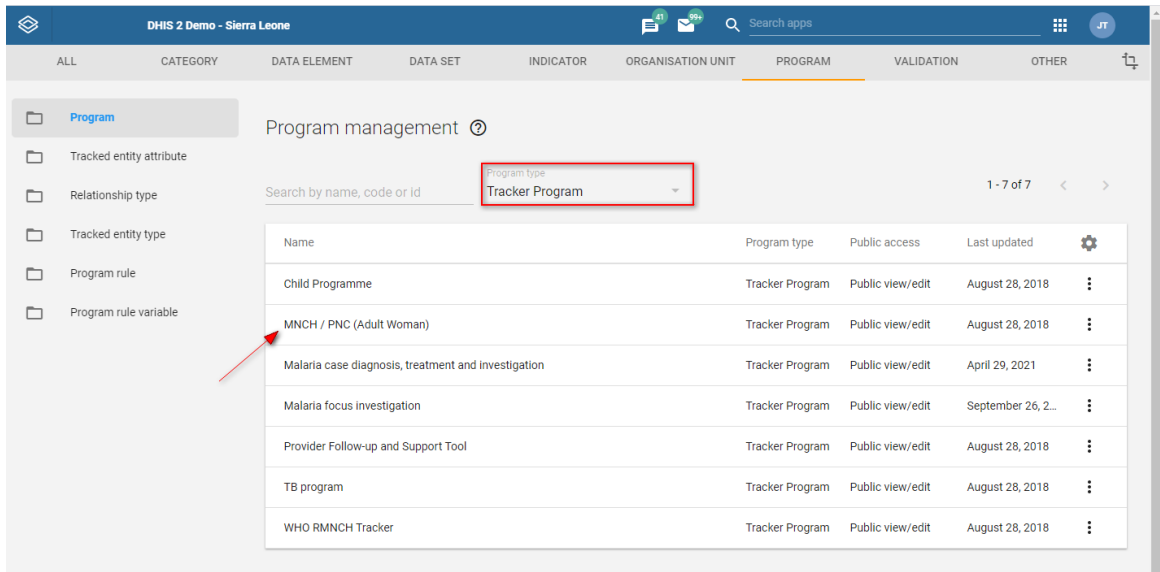 DHIS 2 Demo - Sierra Leone 41 99+ Search apps JT
ALL CATEGORY DATA ELEMENT DATA SET INDICATOR ORGANISATION UNIT PROGRAM VALIDATION OTHER
Program
Tracked entity attribute
Relationship type
Tracked entity type
Program rule
Program rule variable
Program management ?
Program type
Search by name, code or id Tracker Program 1 - 7 of 7
Name Program type Public access Last updated
Child Programme Tracker Program Public view/edit August 28, 2018
MNCH / PNC (Adult Woman) Tracker Program Public view/edit August 28, 2018
Malaria case diagnosis, treatment and investigation Tracker Program Public view/edit April 29, 2021
Malaria focus investigation Tracker Program Public view/edit September 26, 2...
Provider Follow-up and Support Tool Tracker Program Public view/edit August 28, 2018
TB program Tracker Program Public view/edit August 28, 2018
WHO RMNCH Tracker Tracker Program Public view/edit August 28, 2018